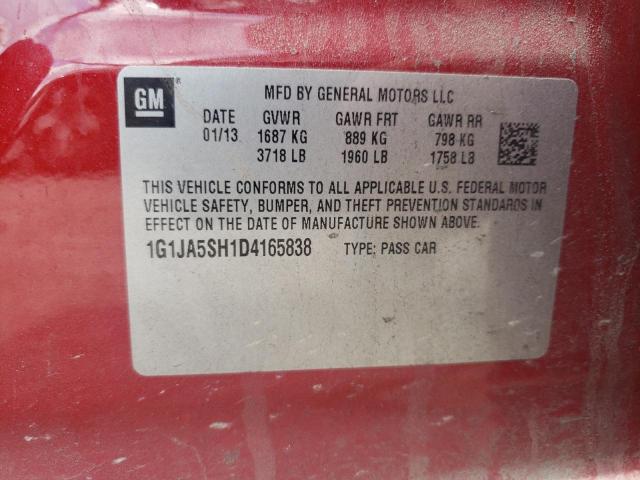 GM
MFD BY GENERAL MOTORS LLC
DATE GVWR GAWR FRT GAWR RR
01/13 1687 KG 889 KG 798 KG
3718 LB 1960 LB 1758 LB
THIS VEHICLE CONFORMS TO ALL APPLICABLE U.S. FEDERAL MOTOR
VEHICLE SAFETY, BUMPER, AND THEFT PREVENTION STANDARDS IN
EFFECT ON THE DATE OF MANUFACTURE SHOWN ABOVE.
1G1JA5SH1D4165838 TYPE: PASS CAR